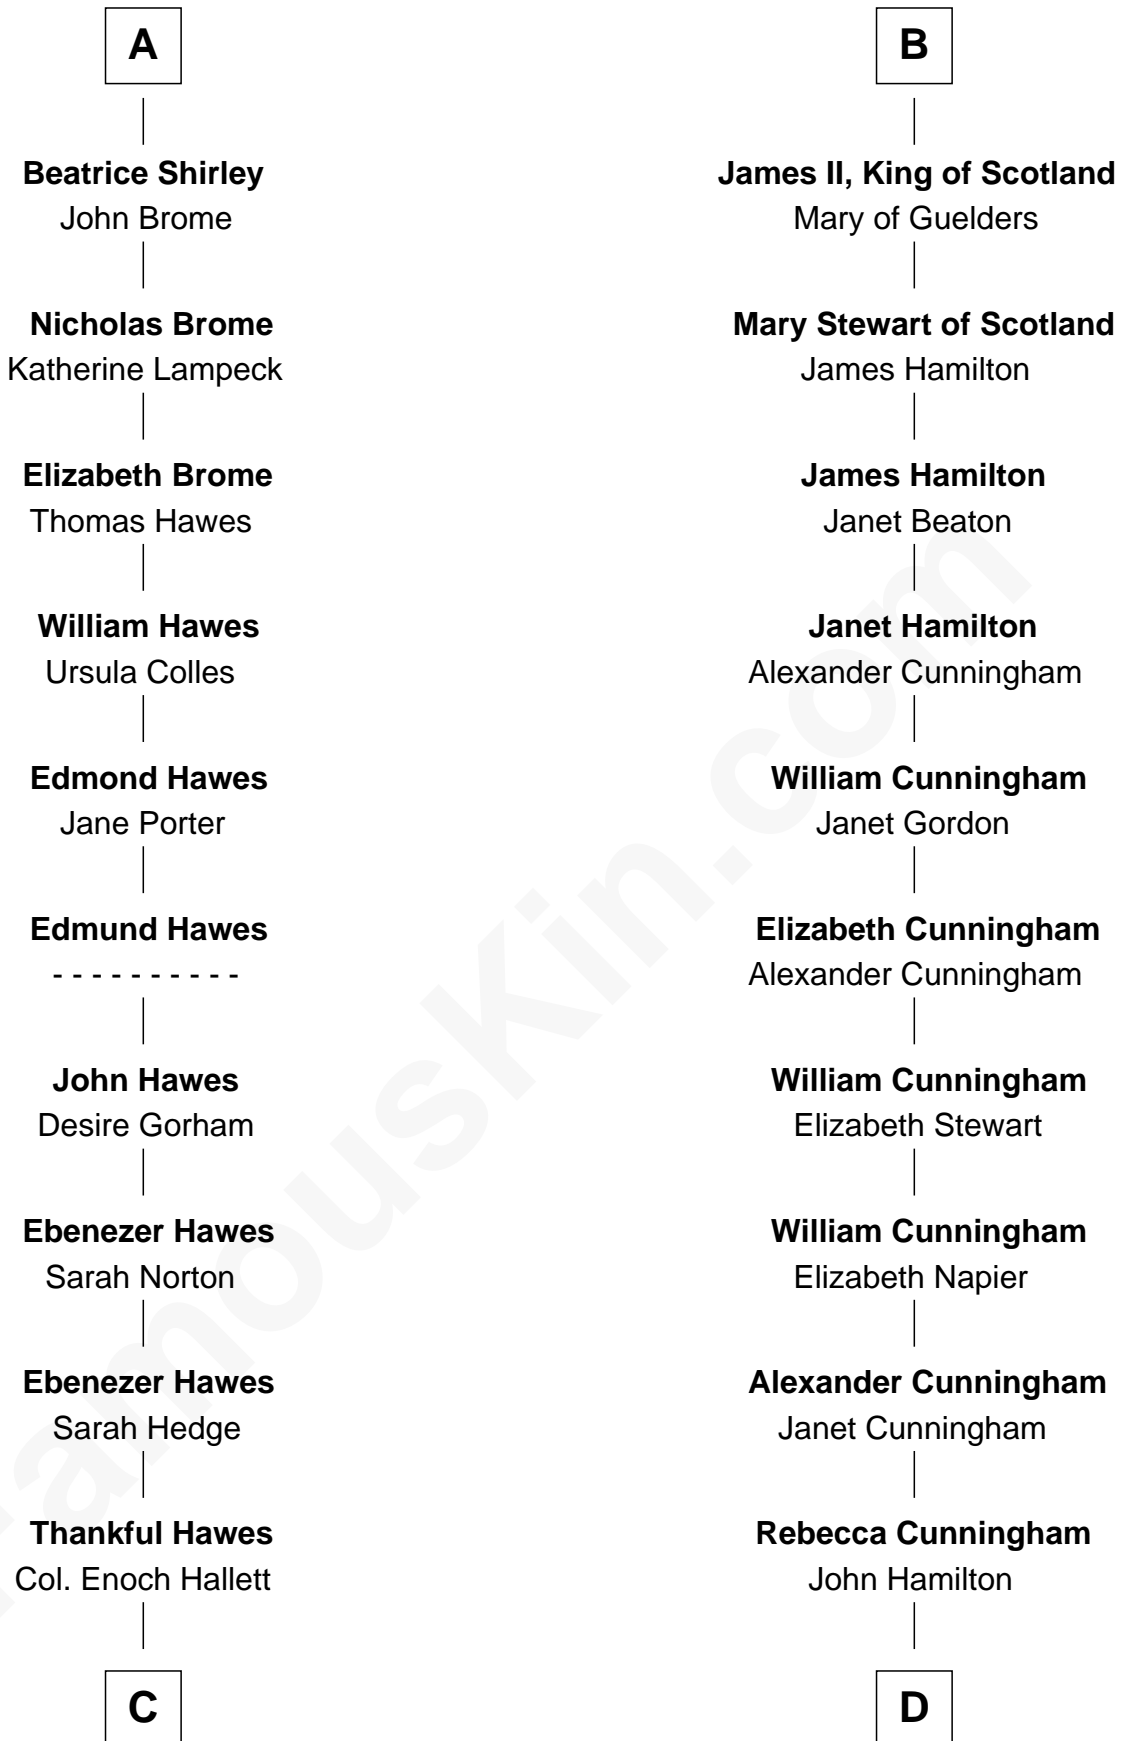 A
Beatrice Shirley
John Brome
Nicholas Brome
Katherine Lampeck
Elizabeth Brome
Thomas Hawes
William Hawes
Ursula Colles
Edmond Hawes
Jane Porter
Edmund Hawes
- - - - - - - - - -
John Hawes
Desire Gorham
Ebenezer Hawes
Sarah Norton
Ebenezer Hawes
Sarah Hedge
Thankful Hawes
Col. Enoch Hallett
C
B
James II, King of Scotland
Mary of Guelders
Mary Stewart of Scotland
James Hamilton
James Hamilton
Janet Beaton
Janet Hamilton
Alexander Cunningham
William Cunningham
Janet Gordon
Elizabeth Cunningham
Alexander Cunningham
William Cunningham
Elizabeth Stewart
William Cunningham
Elizabeth Napier
Alexander Cunningham
Janet Cunningham
Rebecca Cunningham
John Hamilton
D
FamousKin.com